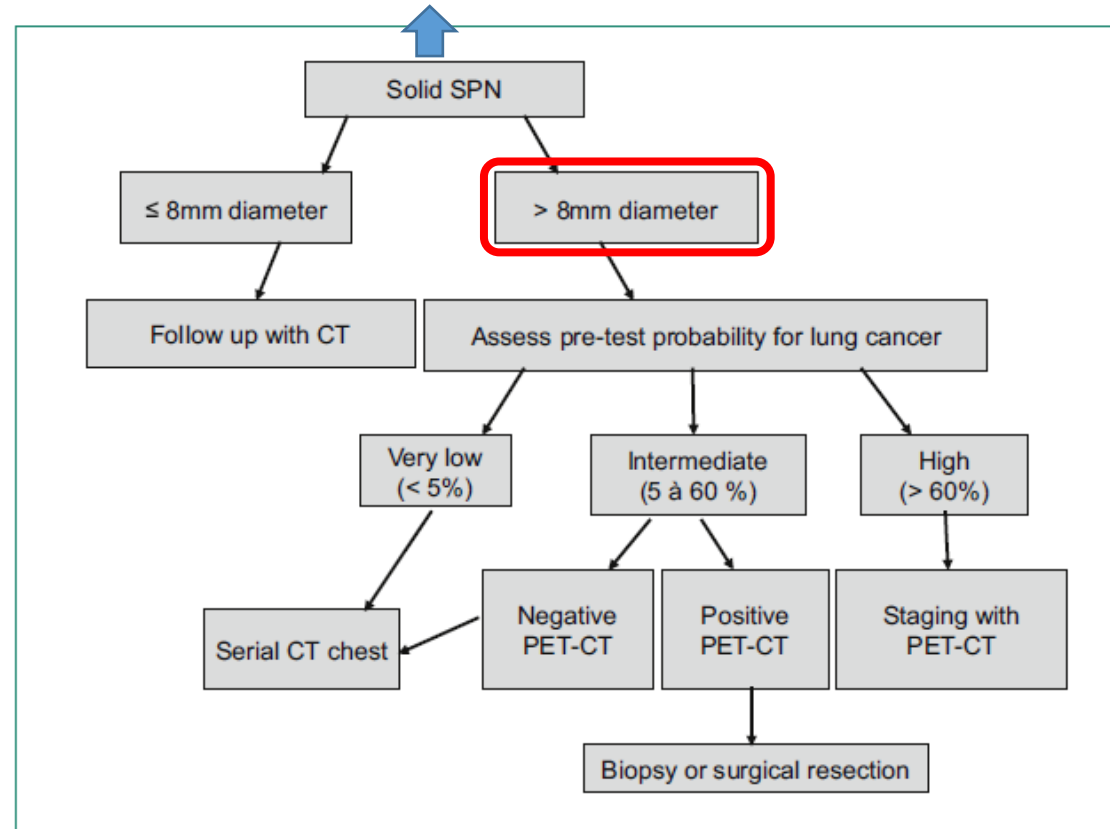 Solid SPN
≤ 8mm diameter
> 8mm diameter
Follow up with CT
Assess pre-test probability for lung cancer
Very low
(< 5%)
Intermediate
(5 à 60 %)
High
(> 60%)
Serial CT chest
Negative
PET-CT
Positive
PET-CT
Staging with
PET-CT
Biopsy or surgical resection